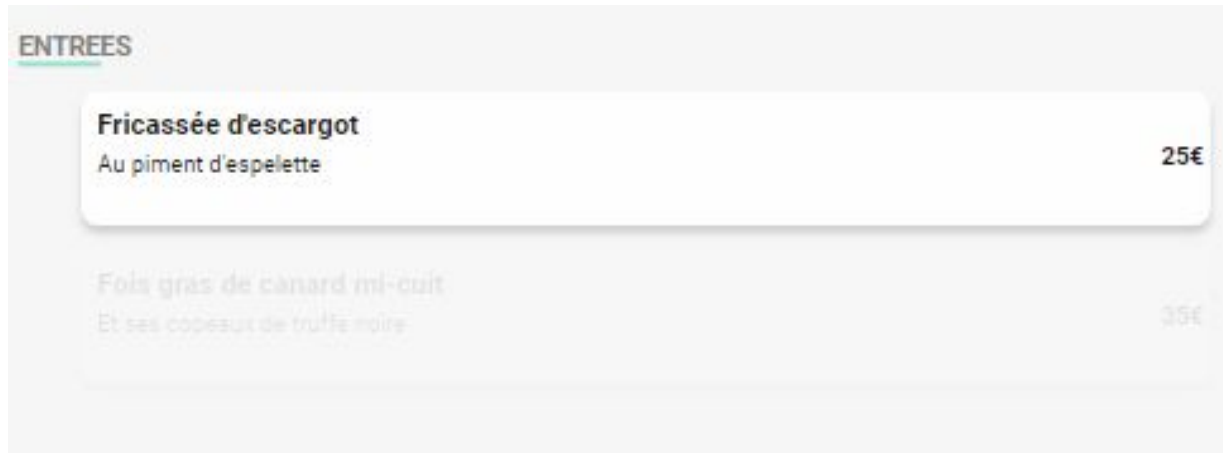 ENTREES
Fricassée d'escargot
Au piment d'espelette
25€
Fois gras de canard mi-cuit
Et ses copeaux de truffe noire
35€